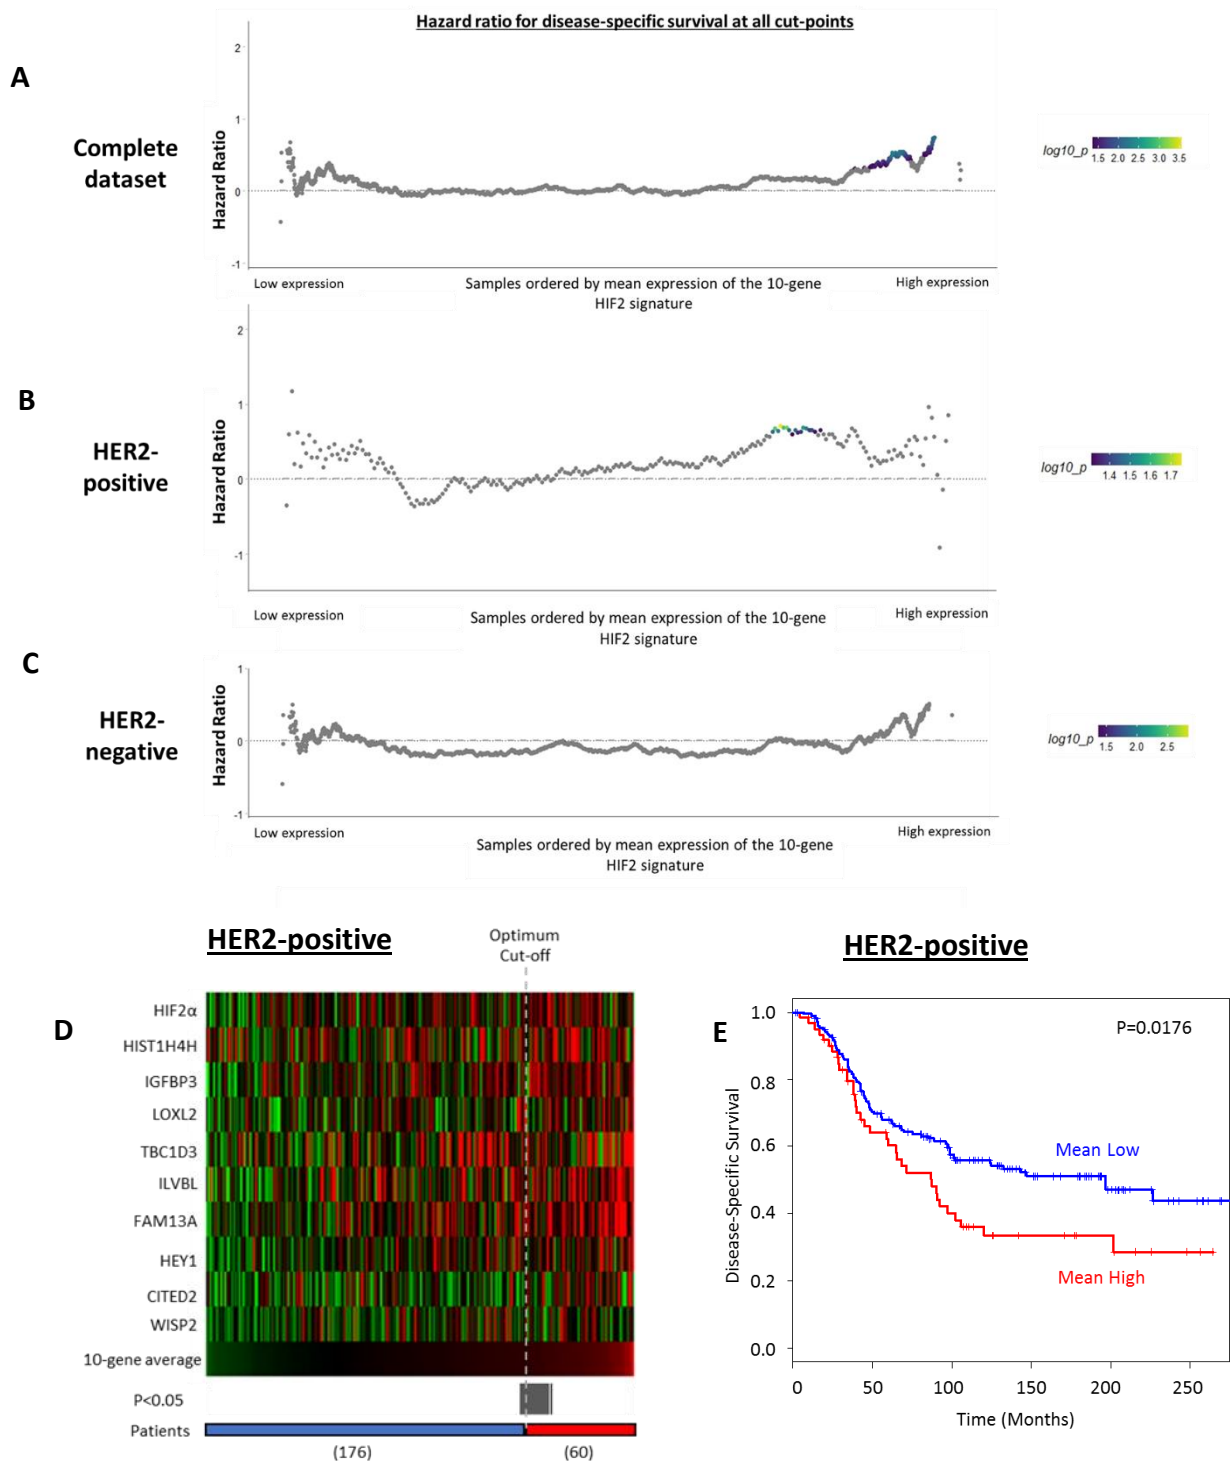 Hazard ratio for disease-specific survival at all cut-points
A
Complete
dataset
Hazard Ratio
2
1
0
-1
log10_p
1.5 2.0 2.5 3.0 3.5
Low expression
Samples ordered by mean expression of the 10-gene
HIF2 signature
High expression
B
HER2-
positive
Hazard Ratio
2
1
0
-1
log10_p
1.4 1.5 1.6 1.7
Low expression
Samples ordered by mean expression of the 10-gene
HIF2 signature
High expression
C
HER2-
negative
Hazard Ratio
1
0
-1
log10_p
1.5 2.0 2.5
Low expression
Samples ordered by mean expression of the 10-gene
HIF2 signature
High expression
HER2-positive
Optimum
Cut-off
D
HIF2α
HIST1H4H
IGFBP3
LOXL2
TBC1D3
ILVBL
FAM13A
HEY1
CITED2
WISP2
10-gene average
P<0.05
Patients
(176)
(60)
HER2-positive
E
P=0.0176
Disease-Specific Survival
1.0
0.8
0.6
0.4
0.2
0.0
Mean Low
Mean High
0 50 100 150 200 250
Time (Months)